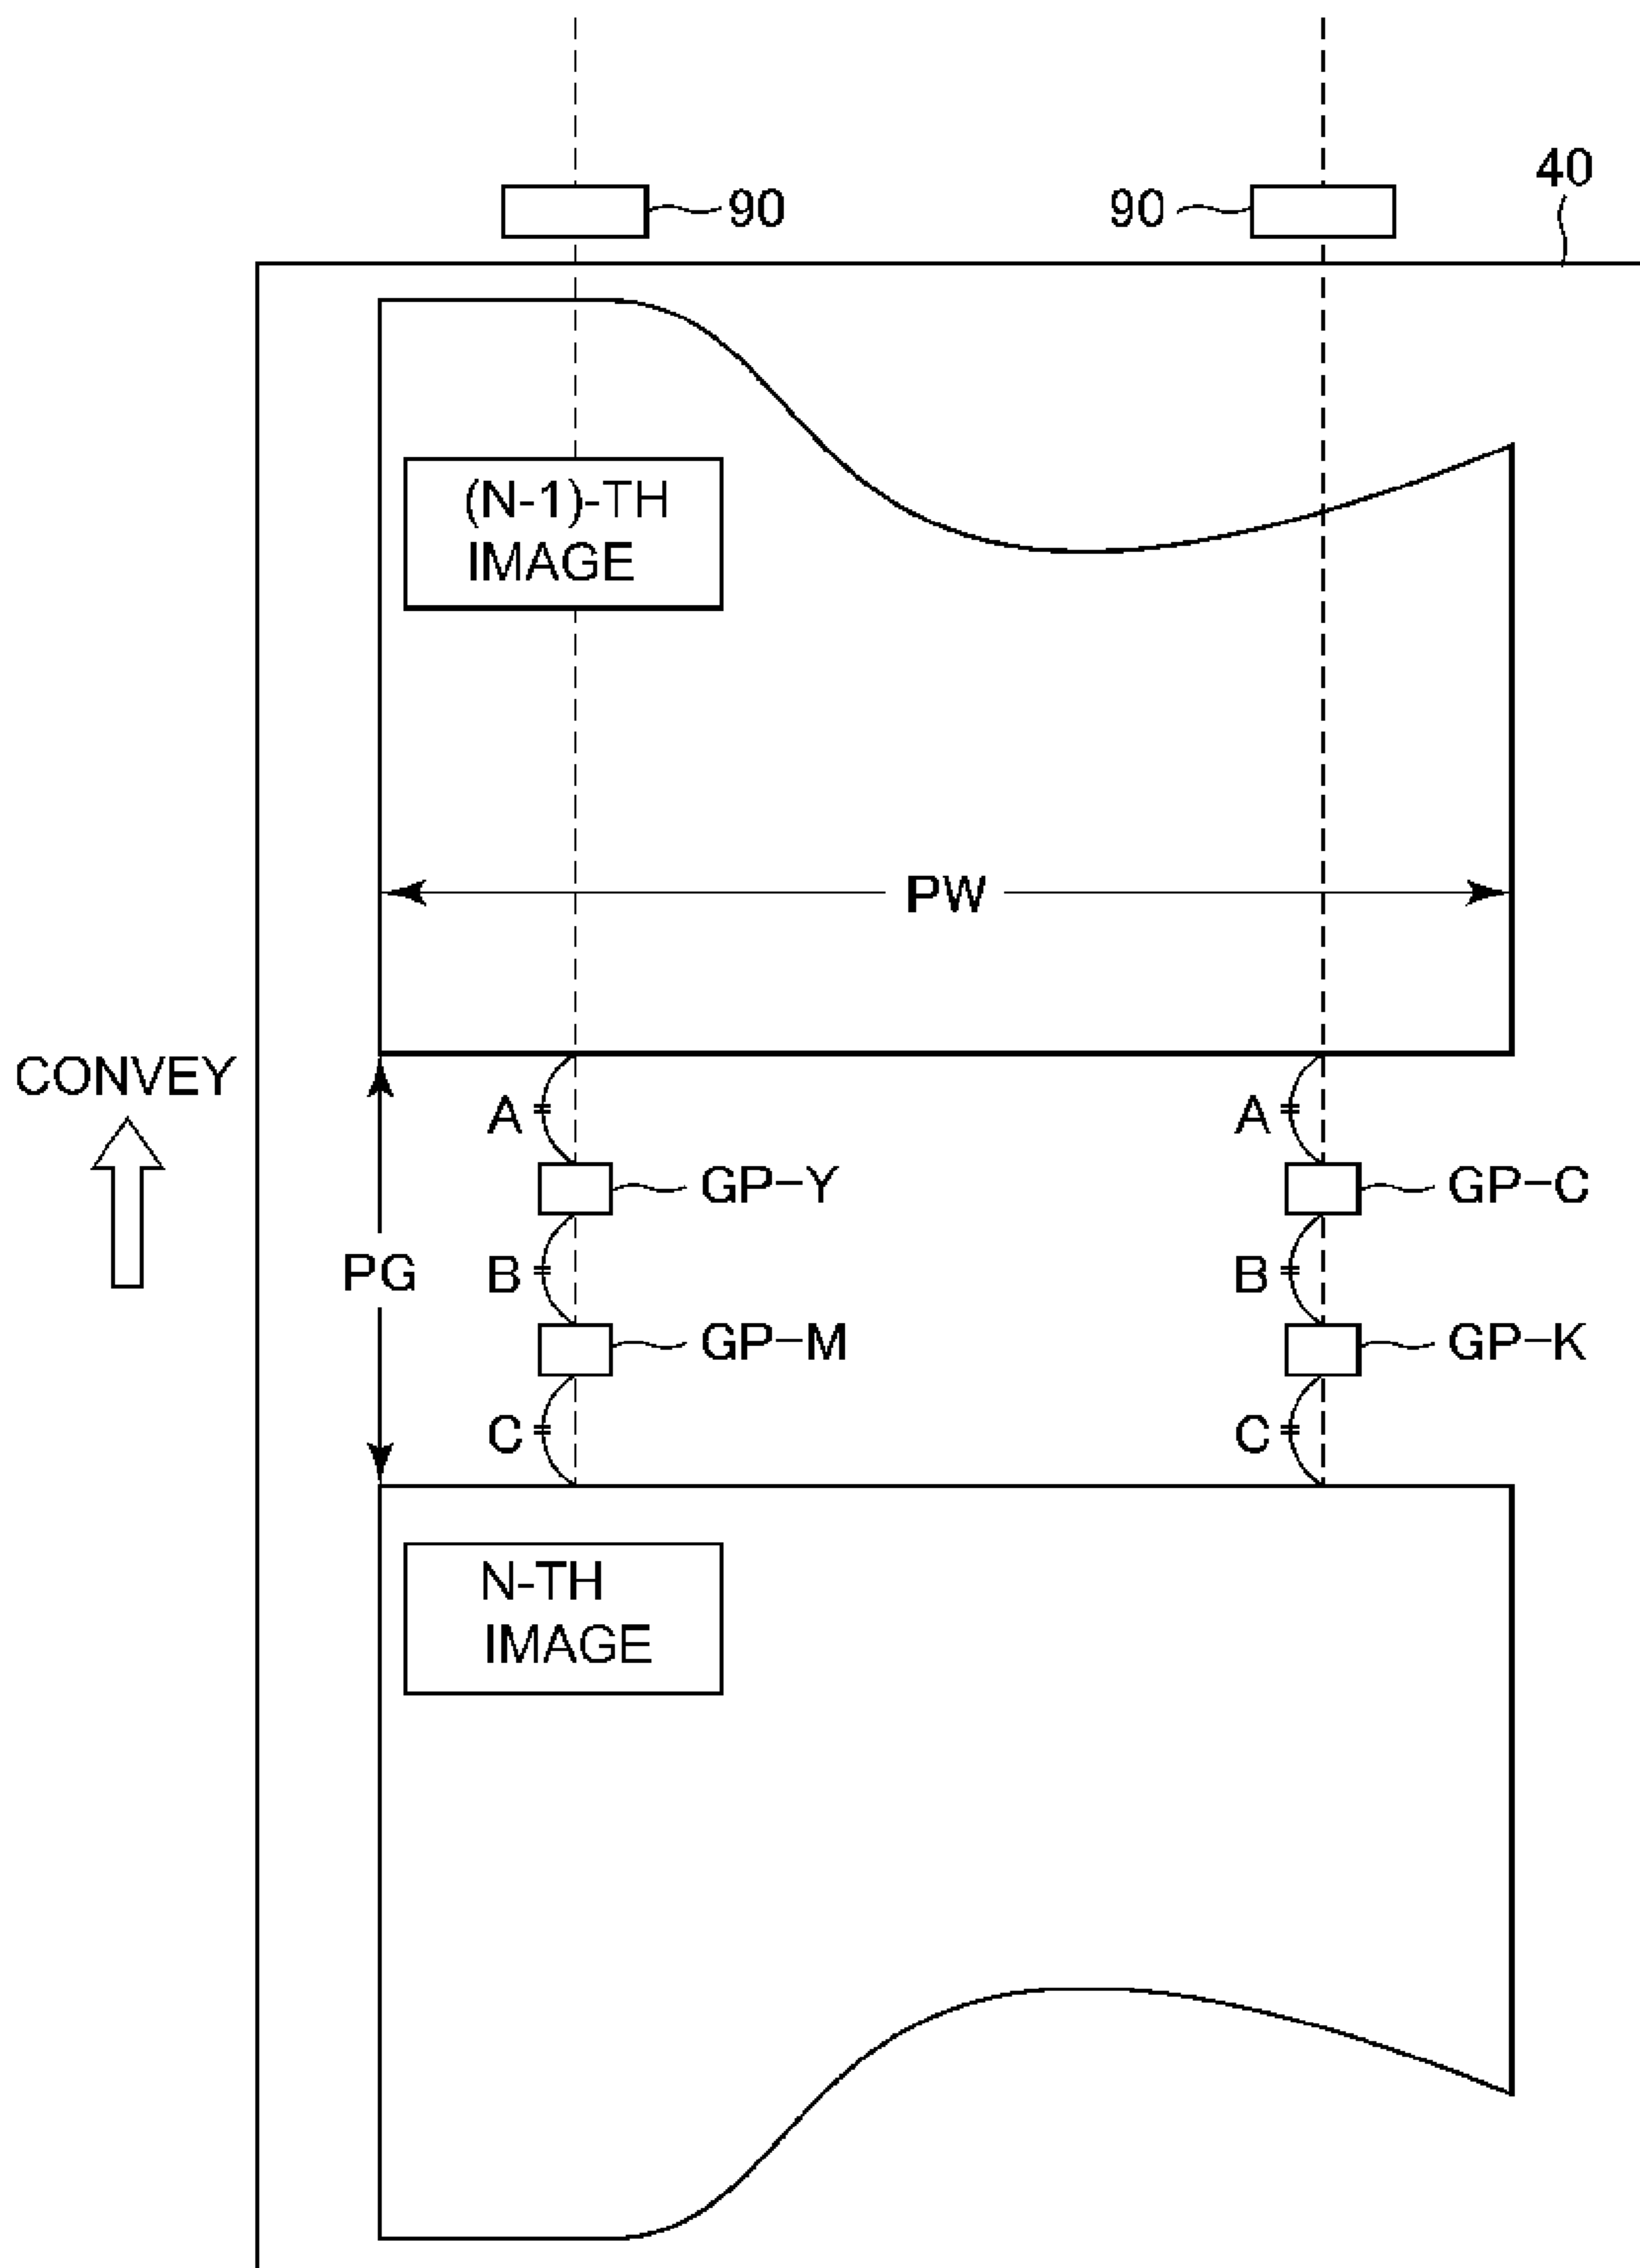 40
90
90
(N-1)-TH
IMAGE
PW
CONVEY
A
A
GP-Y
GP-C
PG
B
B
GP-M
GP-K
C
C
N-TH
IMAGE